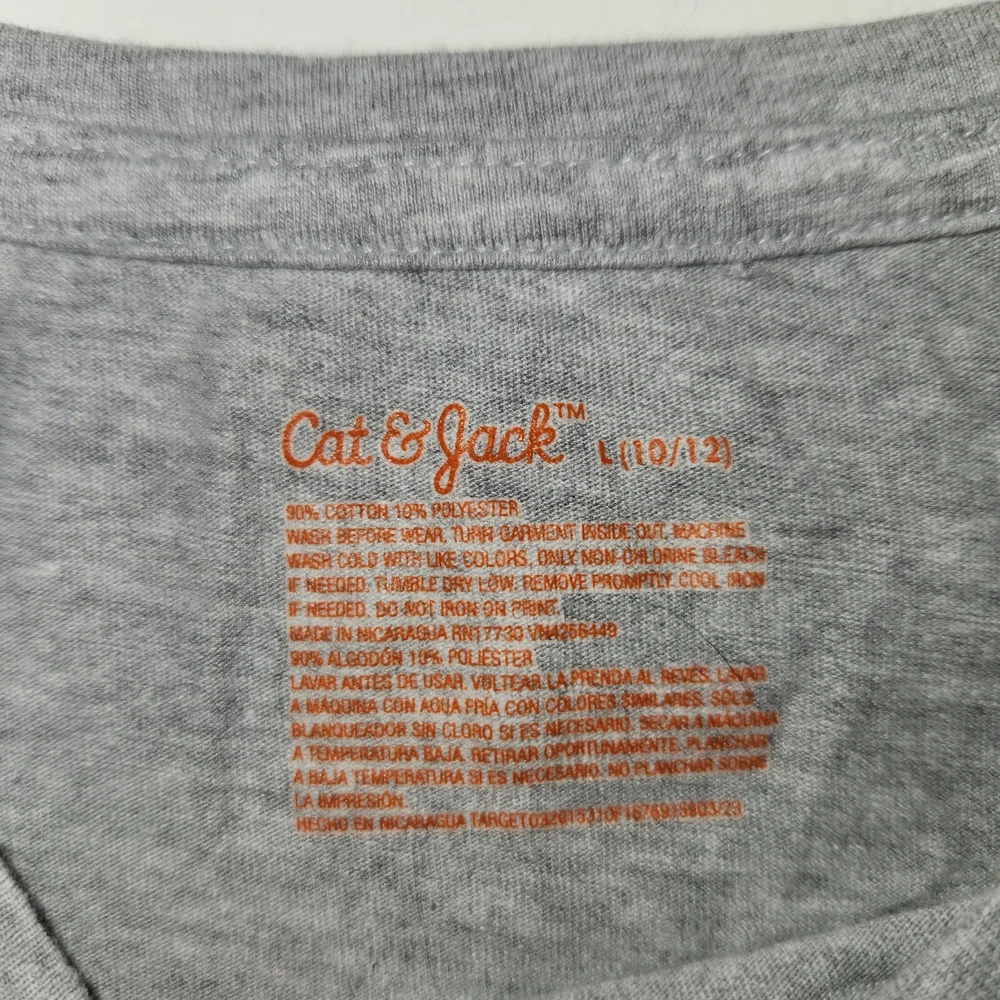 Cat & Jack™ L (10/12)
90% COTTON 10% POLYESTER
WASH BEFORE WEAR. TURN GARMENT INSIDE OUT. MACHINE
WASH COLD WITH LIKE COLORS. ONLY NON-CHLORINE BLEACH
IF NEEDED. TUMBLE DRY LOW. REMOVE PROMPTLY. COOL IRON
IF NEEDED. DO NOT IRON ON PRINT.
MADE IN NICARAGUA RN17730 VN4256449
90% ALGODÓN 10% POLIÉSTER
LAVAR ANTES DE USAR. VOLTEAR LA PRENDA AL REVÉS. LAVAR
A MÁQUINA CON AGUA FRÍA CON COLORES SIMILARES. SÓLO
BLANQUEADOR SIN CLORO SI ES NECESARIO. SECAR A MÁQUINA
A TEMPERATURA BAJA. RETIRAR OPORTUNAMENTE. PLANCHAR
A BAJA TEMPERATURA SI ES NECESARIO. NO PLANCHAR SOBRE
LA IMPRESIÓN.
HECHO EN NICARAGUA